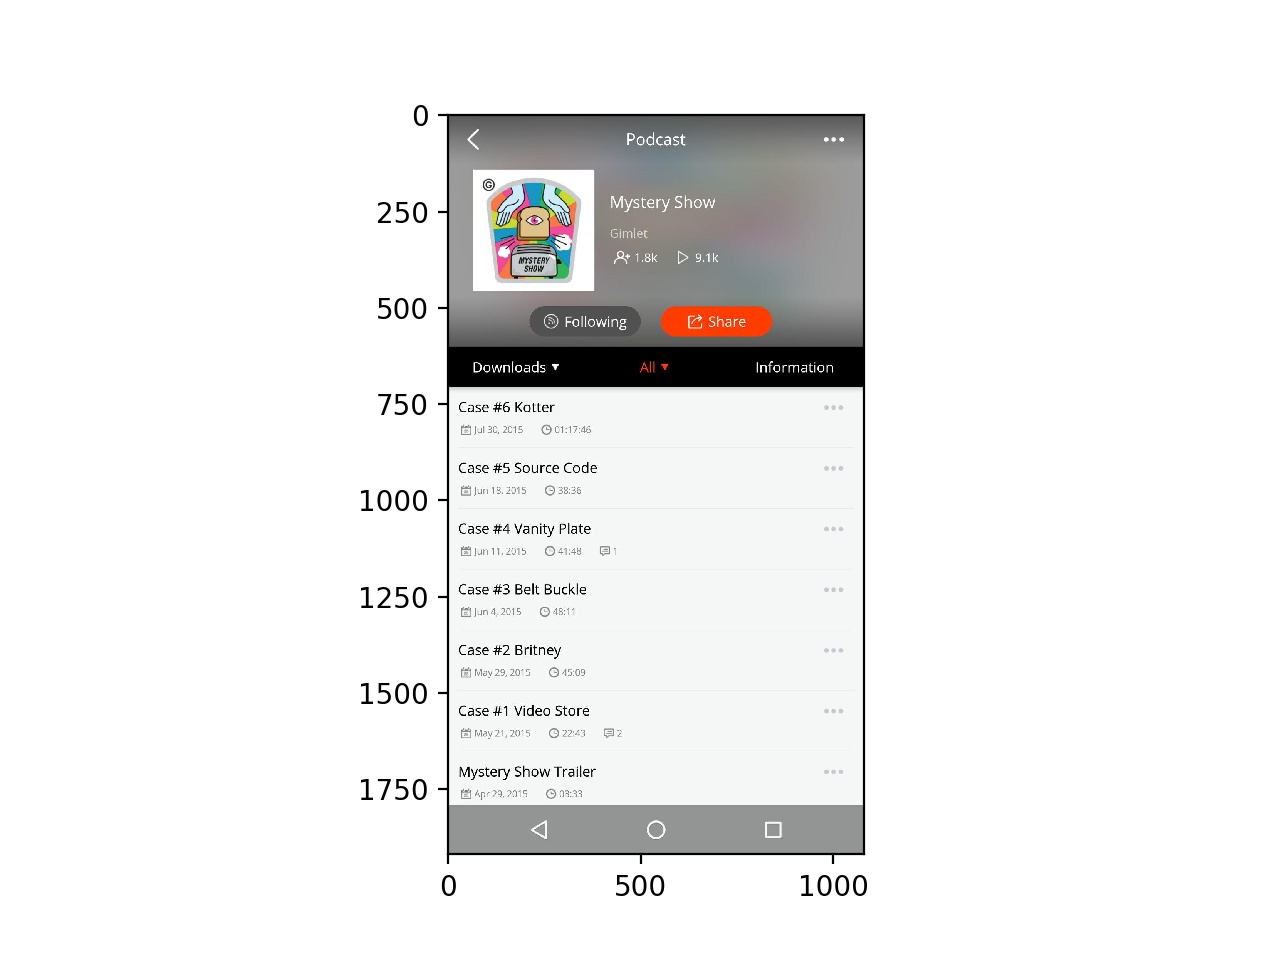 0
250
500
750
1000
1250
1500
1750
0
500
1000
Podcast
G
MYSTERY
SHOW
Mystery Show
Gimlet
1.8k
9.1k
Following
Share
Downloads ▼
All ▼
Information
Case #6 Kotter
Jul 30, 2015 01:17:46
Case #5 Source Code
Jun 18, 2015 38:36
Case #4 Vanity Plate
Jun 11, 2015 41:48 1
Case #3 Belt Buckle
Jun 4, 2015 48:11
Case #2 Britney
May 29, 2015 45:09
Case #1 Video Store
May 21, 2015 22:43 2
Mystery Show Trailer
Apr 29, 2015 03:33